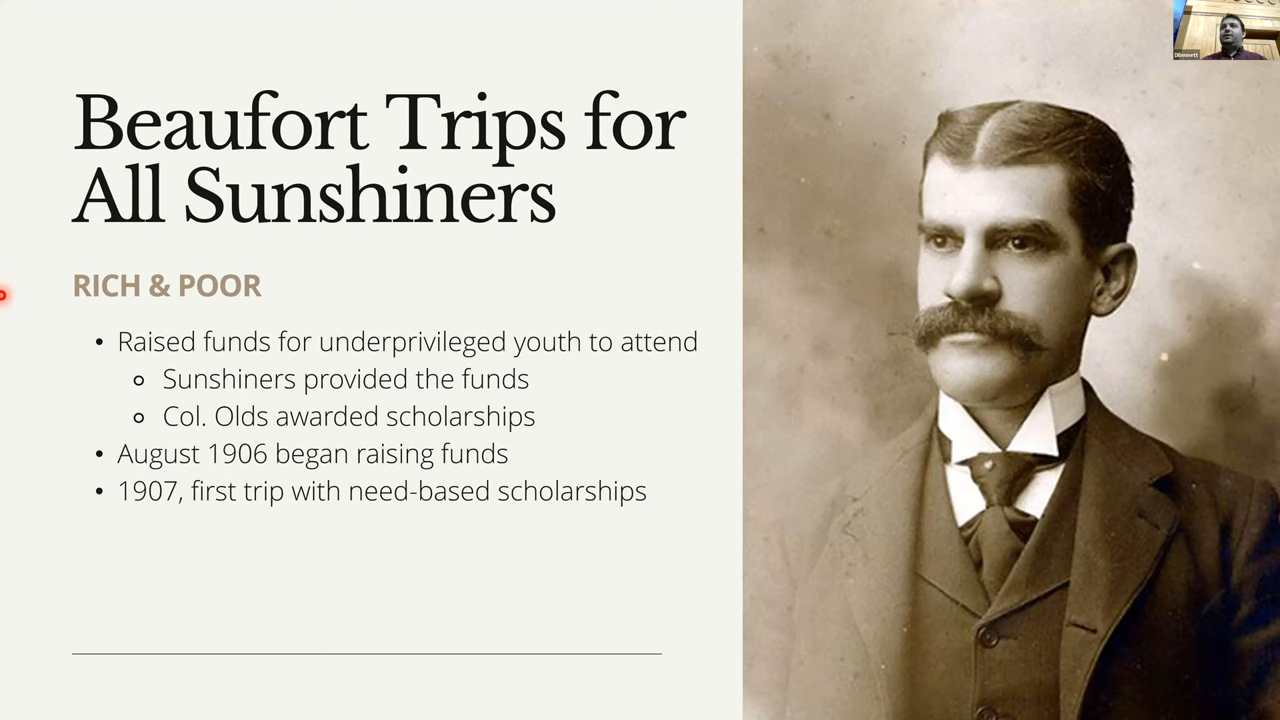 Beaufort Trips for
All Sunshiners
RICH & POOR
• Raised funds for underprivileged youth to attend
○ Sunshiners provided the funds
○ Col. Olds awarded scholarships
• August 1906 began raising funds
• 1907, first trip with need-based scholarships
DBennett